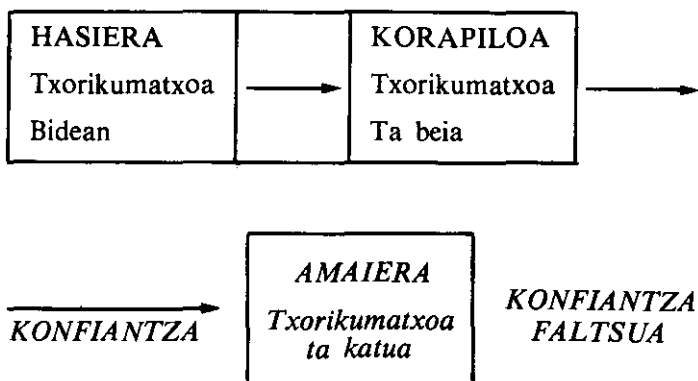 HASIERA
Txorikumatxoa
Bidean
KORAPILOA
Txorikumatxoa
Ta beia
KONFIANTZA
AMAIERA
Txorikumatxoa
ta katua
KONFIANTZA
FALTSUA